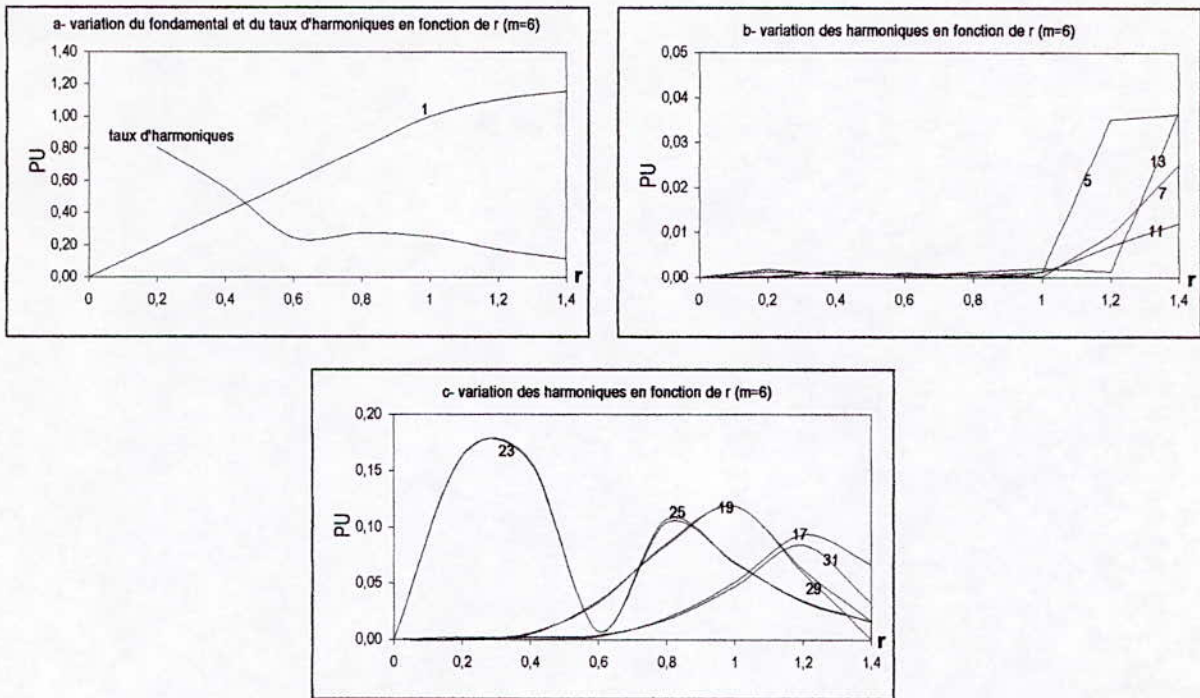 a- variation du fondamental et du taux d'harmoniques en fonction de r (m=6)
1,40
1,20
1,00
0,80
0,60
0,40
0,20
0,00
PU
taux d'harmoniques
1
0 0,2 0,4 0,6 0,8 1 1,2 1,4
r
b- variation des harmoniques en fonction de r (m=6)
0,05
0,04
0,03
0,02
0,01
0,00
PU
5
13
7
11
0 0,2 0,4 0,6 0,8 1 1,2 1,4
r
c- variation des harmoniques en fonction de r (m=6)
0,20
0,15
0,10
0,05
0,00
PU
23
25
19
17
31
29
0 0,2 0,4 0,6 0,8 1 1,2 1,4
r